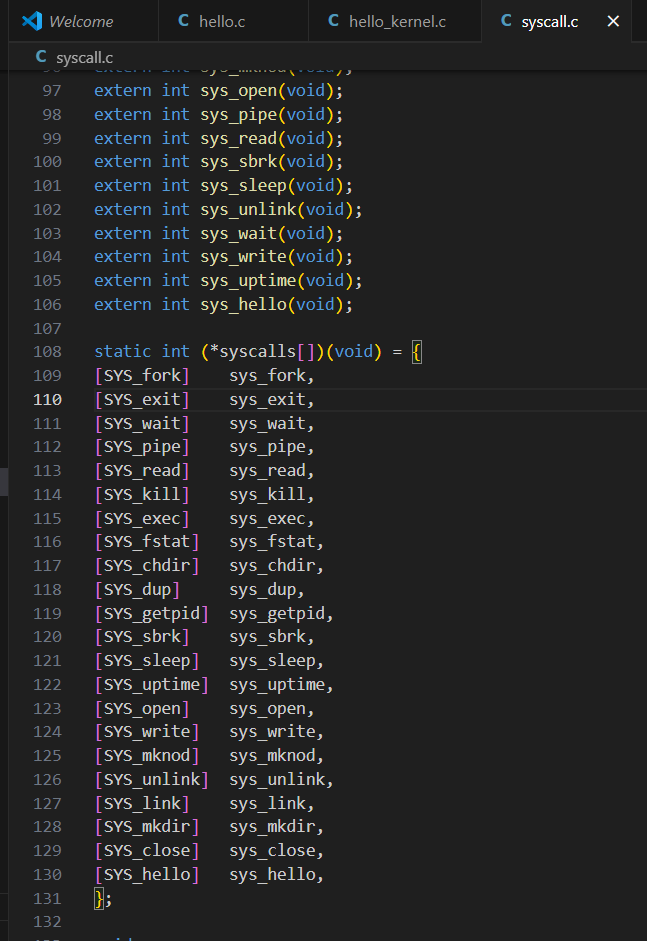 Welcome
C hello.c
C hello_kernel.c
C syscall.c ×
C syscall.c
97 extern int sys_open(void);
98 extern int sys_pipe(void);
99 extern int sys_read(void);
100 extern int sys_sbrk(void);
101 extern int sys_sleep(void);
102 extern int sys_unlink(void);
103 extern int sys_wait(void);
104 extern int sys_write(void);
105 extern int sys_uptime(void);
106 extern int sys_hello(void);
107
108 static int (*syscalls[])(void) = {
109 [SYS_fork]    sys_fork,
110 [SYS_exit]    sys_exit,
111 [SYS_wait]    sys_wait,
112 [SYS_pipe]    sys_pipe,
113 [SYS_read]    sys_read,
114 [SYS_kill]    sys_kill,
115 [SYS_exec]    sys_exec,
116 [SYS_fstat]   sys_fstat,
117 [SYS_chdir]   sys_chdir,
118 [SYS_dup]     sys_dup,
119 [SYS_getpid]  sys_getpid,
120 [SYS_sbrk]    sys_sbrk,
121 [SYS_sleep]   sys_sleep,
122 [SYS_uptime]  sys_uptime,
123 [SYS_open]    sys_open,
124 [SYS_write]   sys_write,
125 [SYS_mknod]   sys_mknod,
126 [SYS_unlink]  sys_unlink,
127 [SYS_link]    sys_link,
128 [SYS_mkdir]   sys_mkdir,
129 [SYS_close]   sys_close,
130 [SYS_hello]   sys_hello,
131 };
132